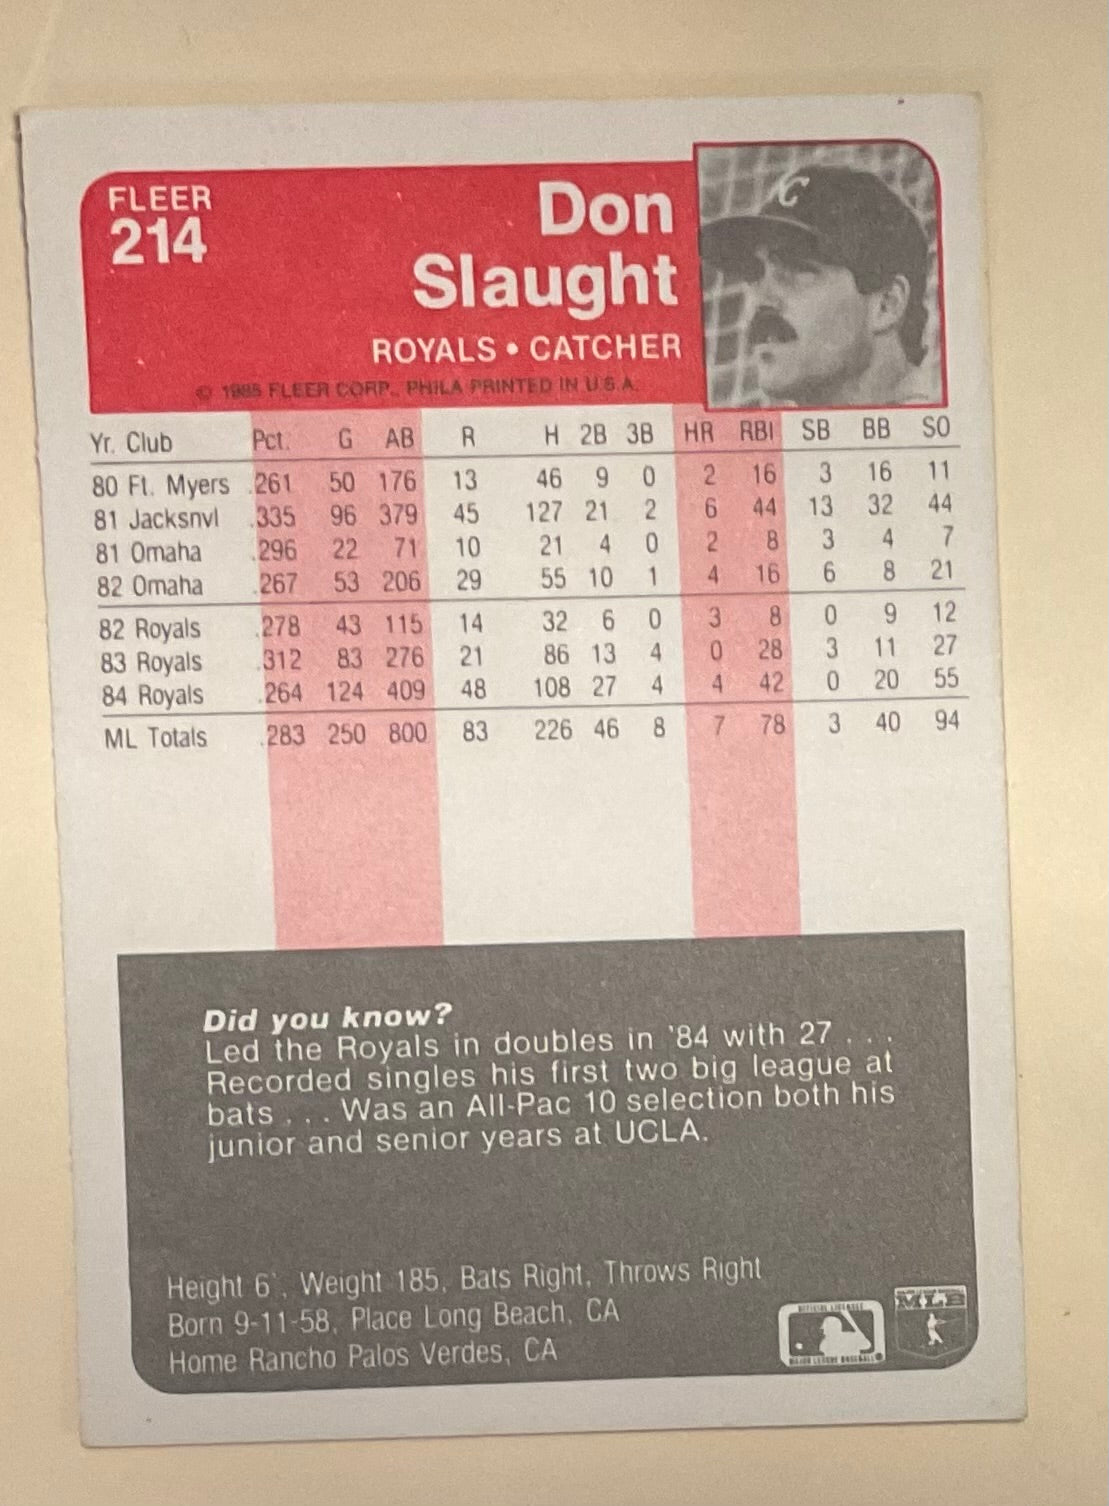 FLEER
214
Don
Slaught
ROYALS • CATCHER
© 1985 FLEER CORP., PHILA PRINTED IN U.S.A.
C
Yr. Club Pct. G AB R H 2B 3B HR RBI SB BB SO
80 Ft. Myers .261 50 176 13 46 9 0 2 16 3 16 11
81 Jacksnvl .335 96 379 45 127 21 2 6 44 13 32 44
81 Omaha .296 22 71 10 21 4 0 2 8 3 4 7
82 Omaha .267 53 206 29 55 10 1 4 16 6 8 21
82 Royals .278 43 115 14 32 6 0 3 8 0 9 12
83 Royals .312 83 276 21 86 13 4 0 28 3 11 27
84 Royals .264 124 409 48 108 27 4 4 42 0 20 55
ML Totals .283 250 800 83 226 46 8 7 78 3 40 94
Did you know?
Led the Royals in doubles in '84 with 27 . . .
Recorded singles his first two big league at
bats . . . Was an All-Pac 10 selection both his
junior and senior years at UCLA.
Height 6', Weight 185, Bats Right, Throws Right
Born 9-11-58, Place Long Beach, CA
Home Rancho Palos Verdes, CA
OFFICIAL LICENSEE
MAJOR LEAGUE BASEBALL
MLB